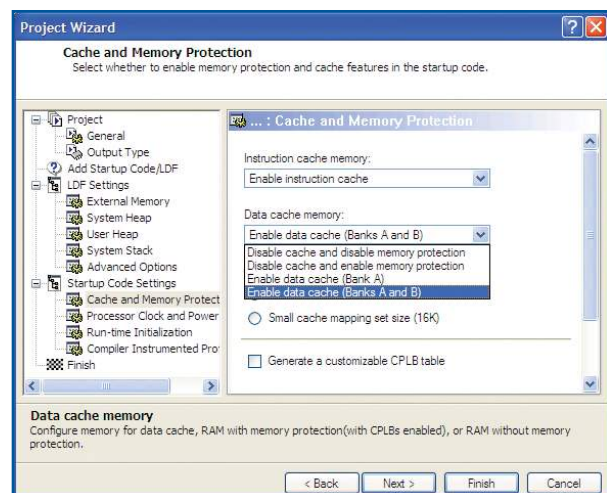 Project Wizard
Cache and Memory Protection
Select whether to enable memory protection and cache features in the startup code.
Project
General
Output Type
Add Startup Code/LDF
LDF Settings
External Memory
System Heap
User Heap
System Stack
Advanced Options
Startup Code Settings
Cache and Memory Protect
Processor Clock and Power
Run-time Initialization
Compiler Instrumented Pro
Finish
... : Cache and Memory Protection
Instruction cache memory:
Enable instruction cache
Data cache memory:
Enable data cache (Banks A and B)
Disable cache and disable memory protection
Disable cache and enable memory protection
Enable data cache (Bank A)
Enable data cache (Banks A and B)
Small cache mapping set size (16K)
Generate a customizable CPLB table
Data cache memory
Configure memory for data cache, RAM with memory protection(with CPLBs enabled), or RAM without memory
protection.
< Back
Next >
Finish
Cancel